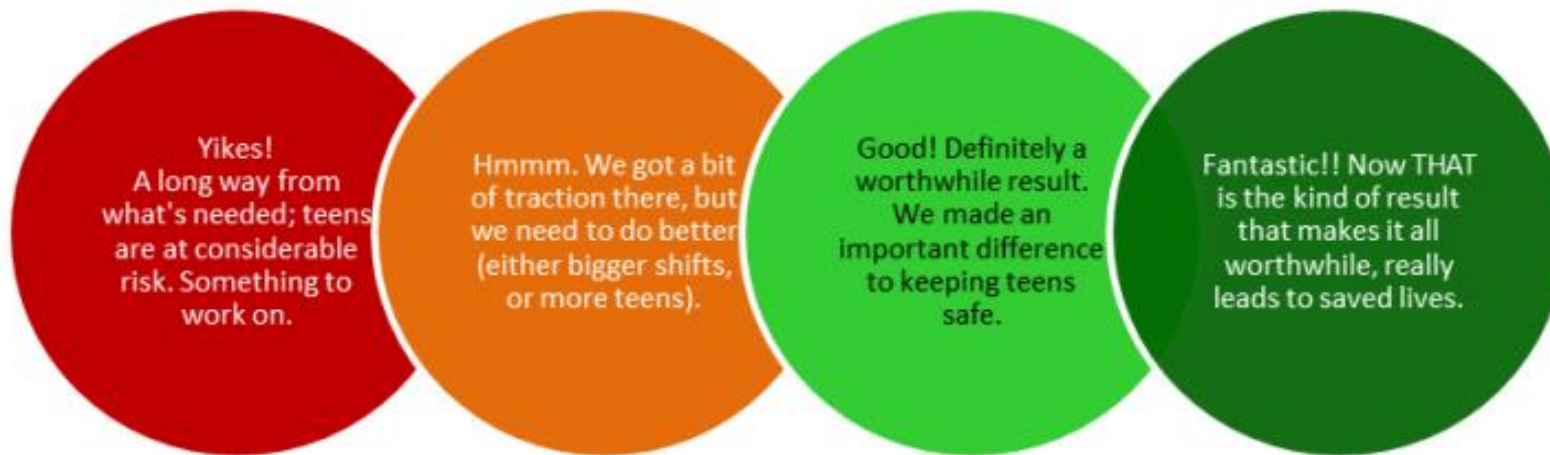 Yikes!
A long way from
what's needed; teens
are at considerable
risk. Something to
work on.
Hmmm. We got a bit
of traction there, but
we need to do better
(either bigger shifts,
or more teens).
Good! Definitely a
worthwhile result.
We made an
important difference
to keeping teens
safe.
Fantastic!! Now THAT
is the kind of result
that makes it all
worthwhile, really
leads to saved lives.